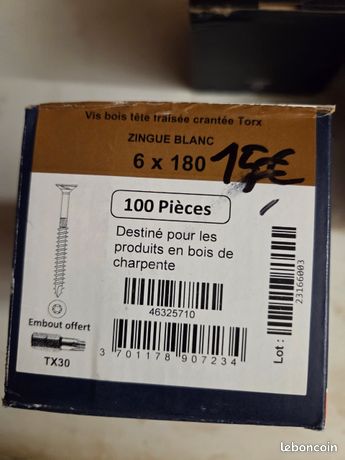 Vis bois tête fraisée crantée Torx
ZINGUE BLANC
6 x 180 15€
100 Pièces
Destiné pour les
produits en bois de
charpente
46325710
Embout offert
TX30
3 701178 907234
Lot :
23166003
leboncoin